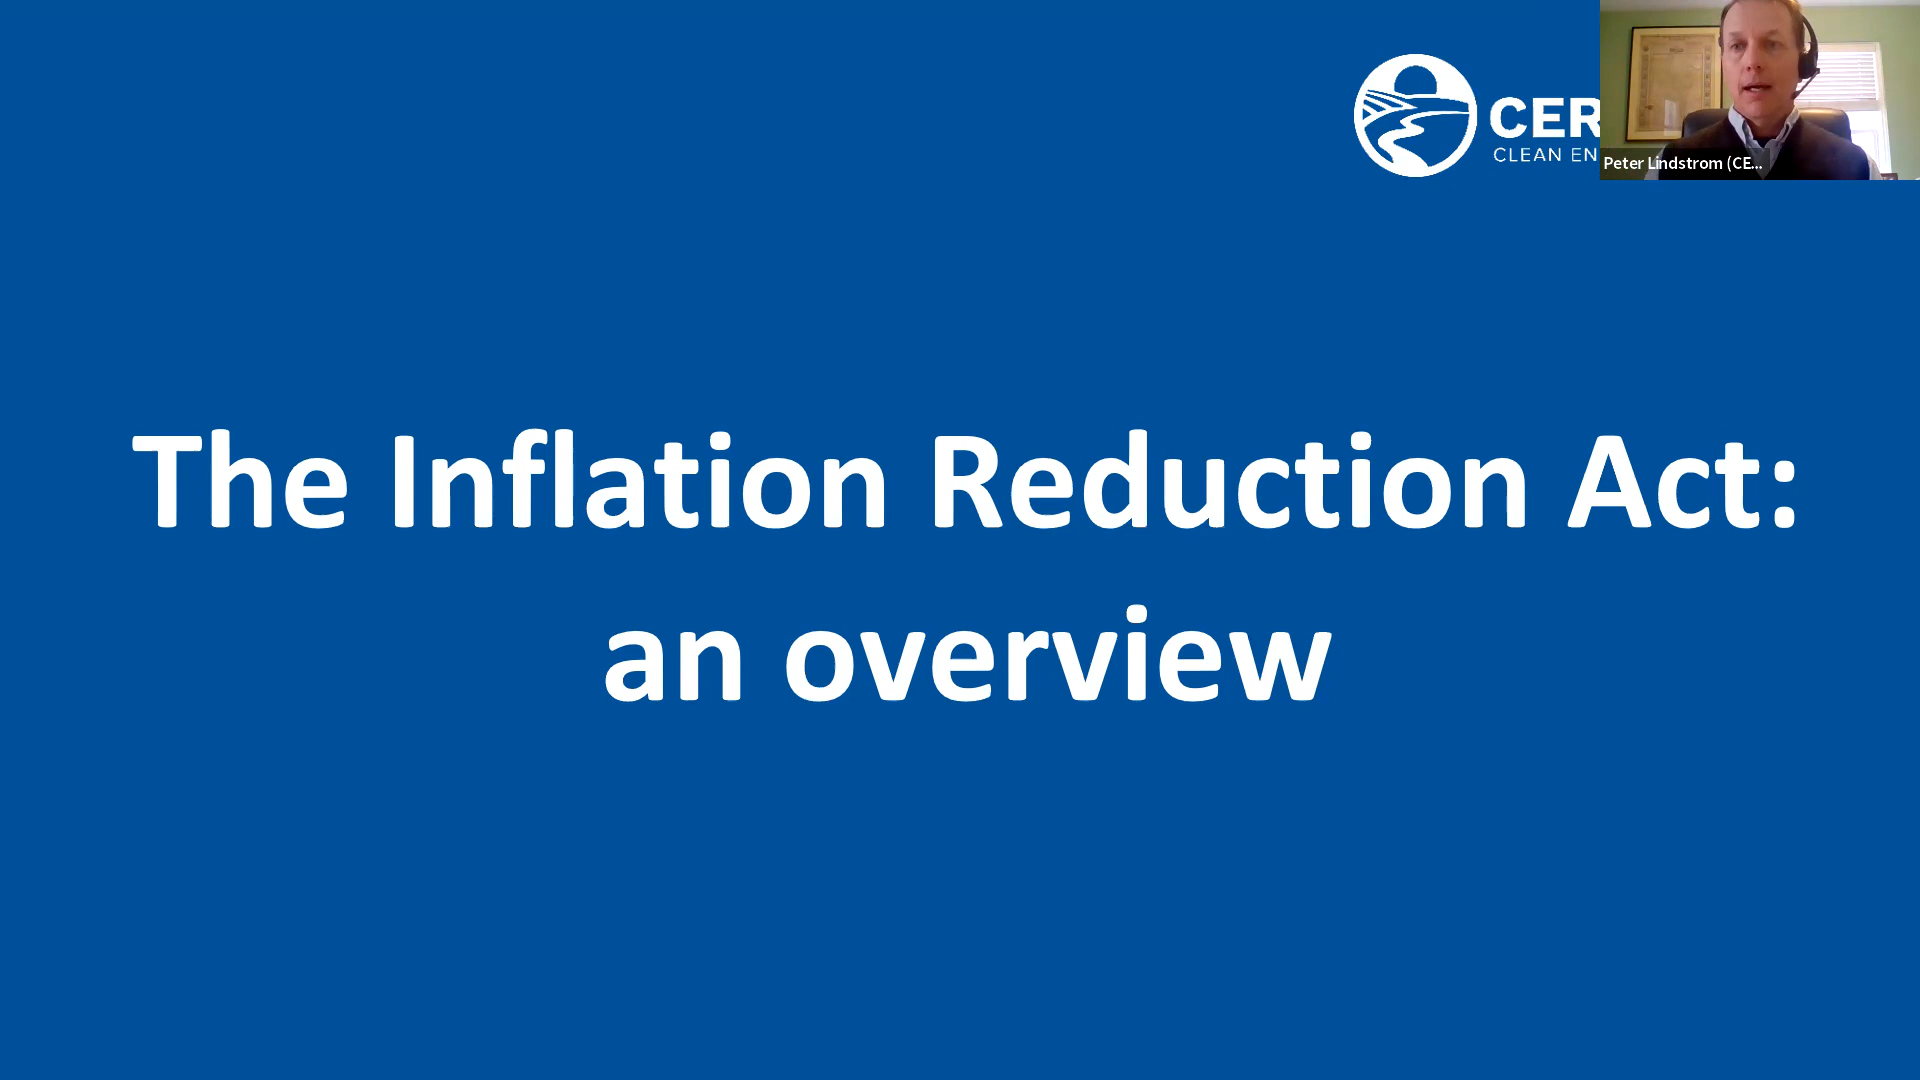 CER
CLEAN EN
Peter Lindstrom (CE...
The Inflation Reduction Act:
an overview